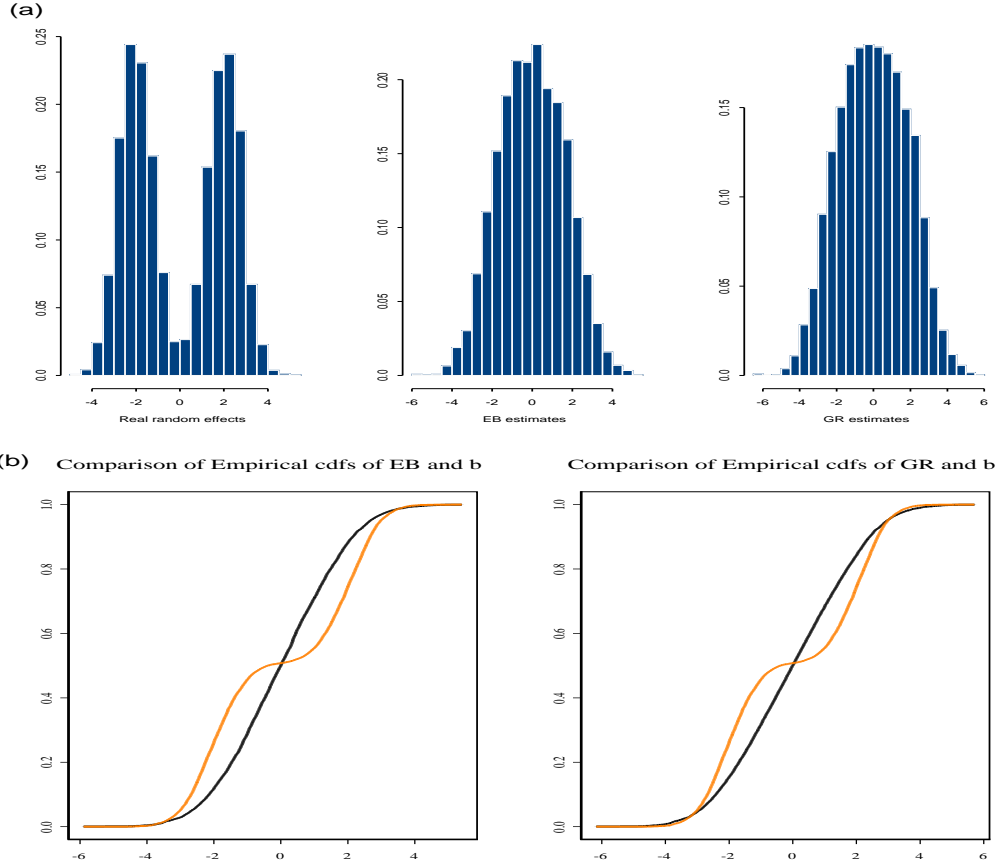 (a)
0.25
0.20
0.15
0.10
0.05
0.0
-4 -2 0 2 4
Real random effects
0.20
0.15
0.10
0.05
0.0
-6 -4 -2 0 2 4
EB estimates
0.15
0.10
0.05
0.0
-6 -4 -2 0 2 4 6
GR estimates
(b)
Comparison of Empirical cdfs of EB and b
1.0
0.8
0.6
0.4
0.2
0.0
-6 -4 -2 0 2 4
Comparison of Empirical cdfs of GR and b
1.0
0.8
0.6
0.4
0.2
0.0
-6 -4 -2 0 2 4 6